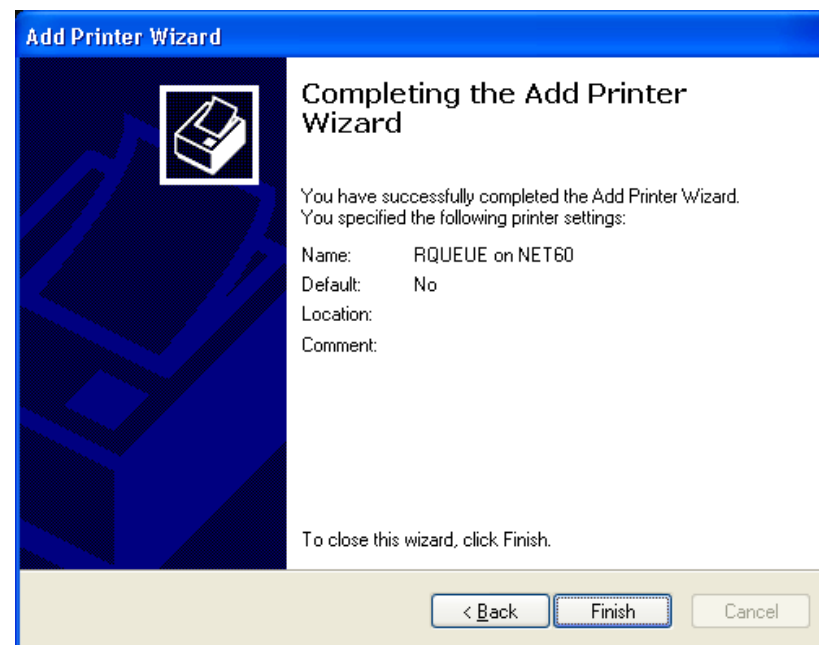 Add Printer Wizard
Completing the Add Printer
Wizard
You have successfully completed the Add Printer Wizard.
You specified the following printer settings:
Name: RQUEUE on NET60
Default: No
Location:
Comment:
To close this wizard, click Finish.
< Back Finish Cancel